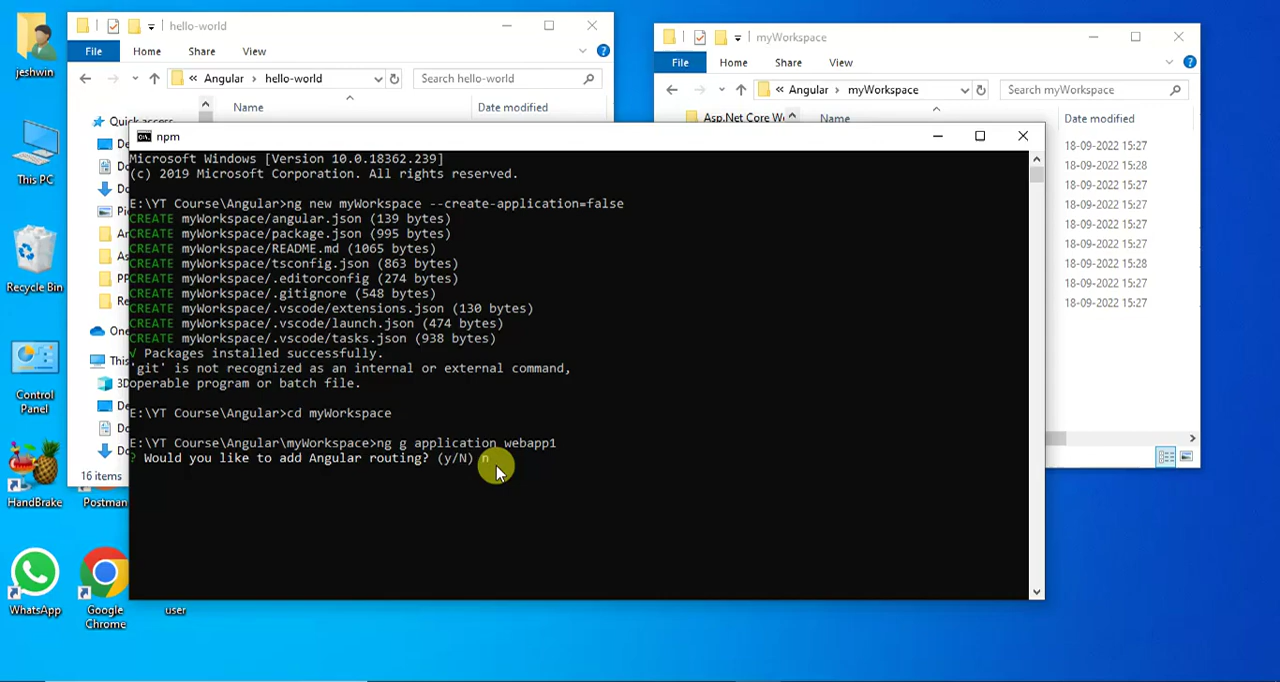 jeshwin
This PC
Recycle Bin
Control
Panel
HandBrake
Postman
WhatsApp
Google
Chrome
user
hello-world
File Home Share View
« Angular › hello-world
Search hello-world
Name Date modified
Quick access
16 items
myWorkspace
File Home Share View
« Angular › myWorkspace
Search myWorkspace
Asp.Net Core
Name Date modified
18-09-2022 15:27
18-09-2022 15:28
18-09-2022 15:27
18-09-2022 15:27
18-09-2022 15:27
18-09-2022 15:27
18-09-2022 15:28
18-09-2022 15:27
18-09-2022 15:27
npm
Microsoft Windows [Version 10.0.18362.239]
(c) 2019 Microsoft Corporation. All rights reserved.
E:\YT Course\Angular>ng new myWorkspace --create-application=false
CREATE myWorkspace/angular.json (139 bytes)
CREATE myWorkspace/package.json (995 bytes)
CREATE myWorkspace/README.md (1065 bytes)
CREATE myWorkspace/tsconfig.json (863 bytes)
CREATE myWorkspace/.editorconfig (274 bytes)
CREATE myWorkspace/.gitignore (548 bytes)
CREATE myWorkspace/.vscode/extensions.json (130 bytes)
CREATE myWorkspace/.vscode/launch.json (474 bytes)
CREATE myWorkspace/.vscode/tasks.json (938 bytes)
√ Packages installed successfully.
'git' is not recognized as an internal or external command,
operable program or batch file.
E:\YT Course\Angular>cd myWorkspace
E:\YT Course\Angular\myWorkspace>ng g application webapp1
? Would you like to add Angular routing? (y/N) n